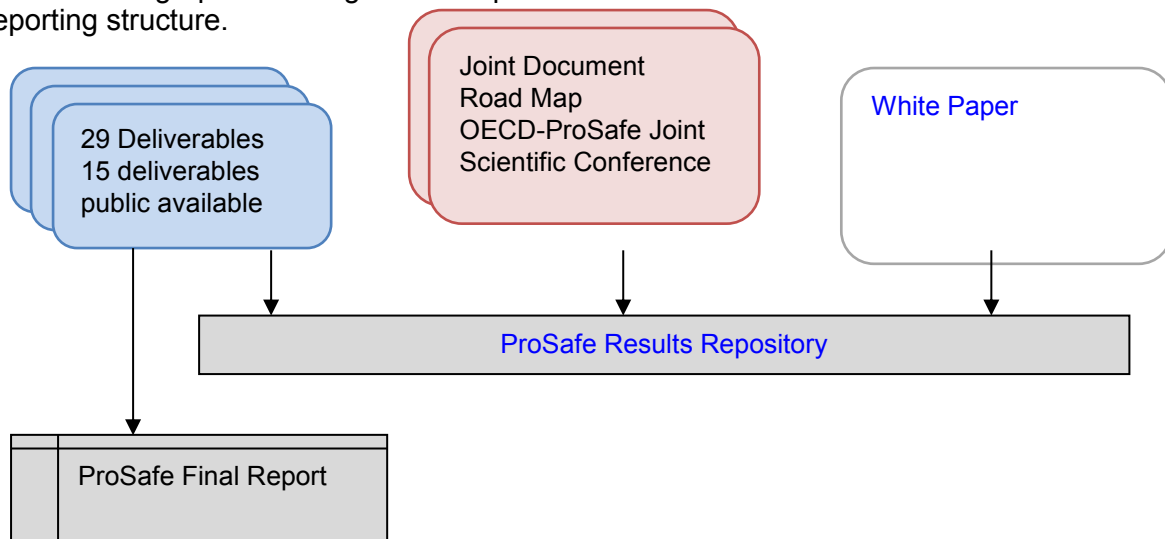 eporting structure.
29 Deliverables
15 deliverables
public available
Joint Document
Road Map
OECD-ProSafe Joint
Scientific Conference
White Paper
ProSafe Results Repository
ProSafe Final Report